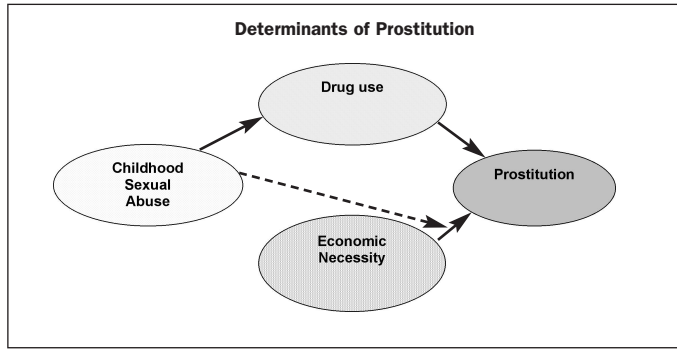 Determinants of Prostitution
Drug use
Childhood
Sexual
Abuse
Prostitution
Economic
Necessity